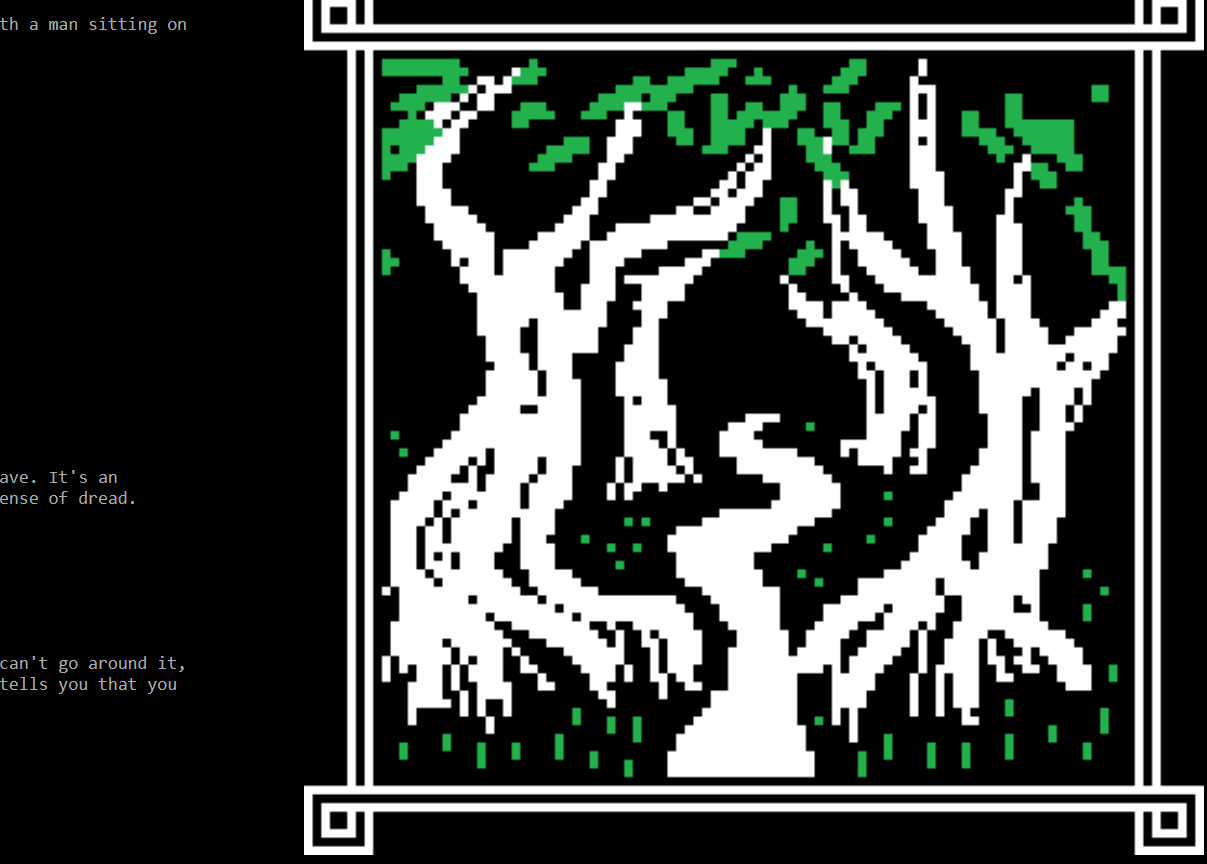 th a man sitting on
ave. It's an
ense of dread.
can't go around it,
tells you that you